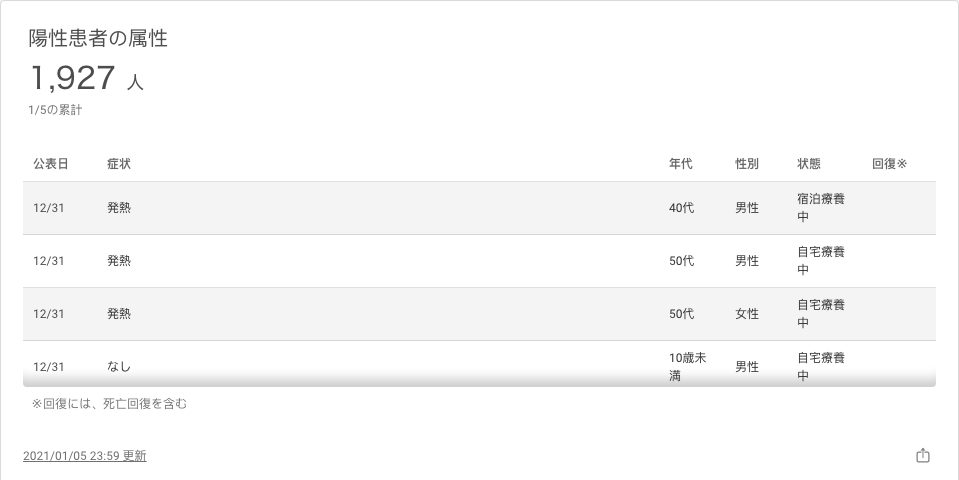 陽性患者の属性
1,927 人
1/5の累計
公表日 症状 年代 性別 状態 回復※
12/31 発熱 40代 男性 宿泊療養
中
12/31 発熱 50代 男性 自宅療養
中
12/31 発熱 50代 女性 自宅療養
中
12/31 なし 10歳未
満 男性 自宅療養
中
※回復には、死亡回復を含む
2021/01/05 23:59 更新